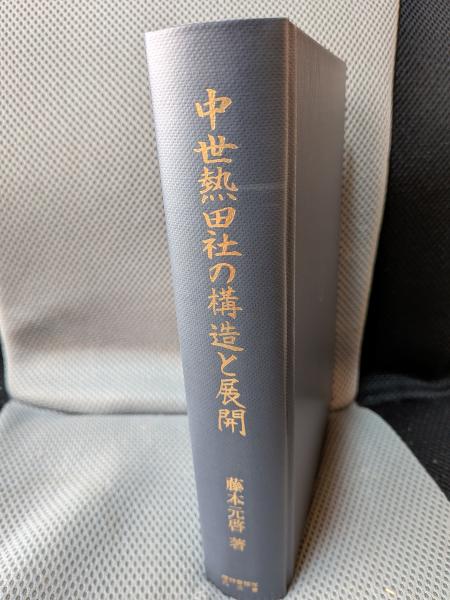 中世熱田社の構造と展開
藤本元啓 著